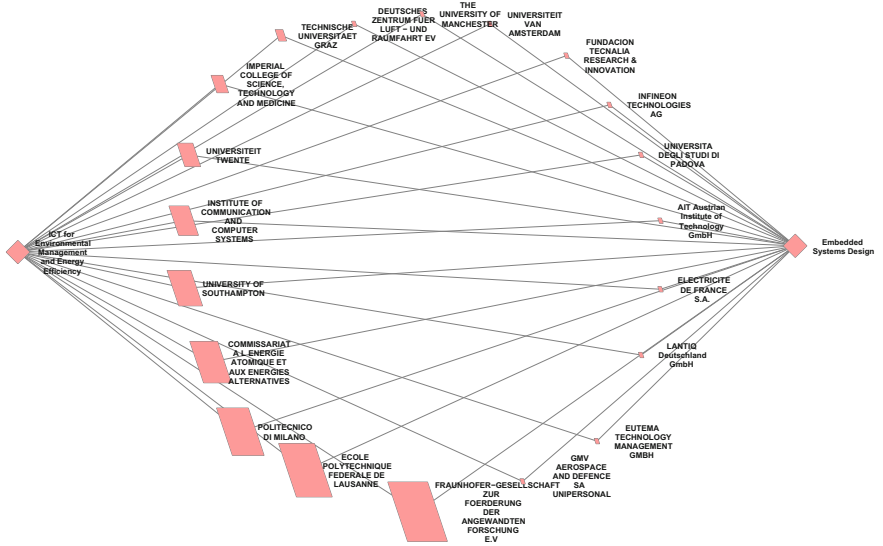 DEUTSCHES
ZENTRUM FUER
LUFT − UND
RAUMFAHRT EV
THE
UNIVERSITY OF
MANCHESTER
UNIVERSITEIT
VAN
AMSTERDAM
TECHNISCHE
UNIVERSITAET
GRAZ
FUNDACION
TECNALIA
RESEARCH &
INNOVATION
IMPERIAL
COLLEGE OF
SCIENCE,
TECHNOLOGY
AND MEDICINE
INFINEON
TECHNOLOGIES
AG
UNIVERSITEIT
TWENTE
UNIVERSITA
DEGLI STUDI DI
PADOVA
INSTITUTE OF
COMMUNICATION
AND
COMPUTER
SYSTEMS
AIT Austrian
Institute of
Technology
GmbH
ICT for
Environmental
Management
and Energy
Efficiency
Embedded
Systems Design
UNIVERSITY OF
SOUTHAMPTON
ELECTRICITE
DE FRANCE
S.A.
COMMISSARIAT
A L ENERGIE
ATOMIQUE ET
AUX ENERGIES
ALTERNATIVES
LANTIQ
Deutschland
GmbH
POLITECNICO
DI MILANO
EUTEMA
TECHNOLOGY
MANAGEMENT
GMBH
ECOLE
POLYTECHNIQUE
FEDERALE DE
LAUSANNE
GMV
AEROSPACE
AND DEFENCE
SA
UNIPERSONAL
FRAUNHOFER−GESELLSCHAFT
ZUR
FOERDERUNG
DER
ANGEWANDTEN
FORSCHUNG
E.V